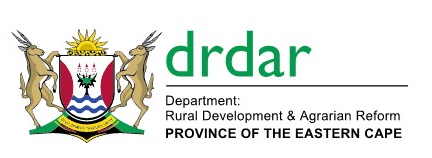 drdar
Department:
Rural Development & Agrarian Reform
PROVINCE OF THE EASTERN CAPE